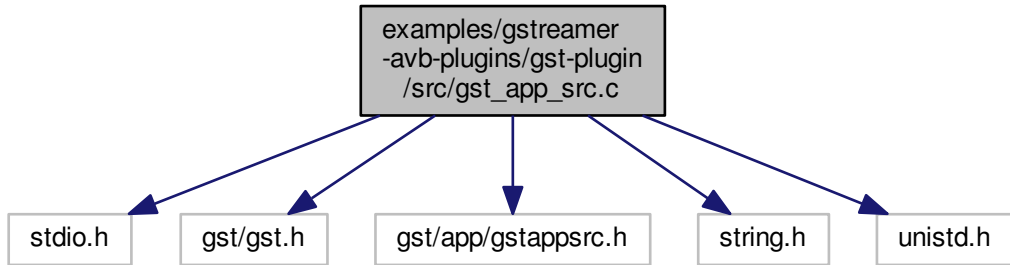 examples/gstreamer
-avb-plugins/gst-plugin
/src/gst_app_src.c
stdio.h
gst/gst.h
gst/app/gstappsrc.h
string.h
unistd.h